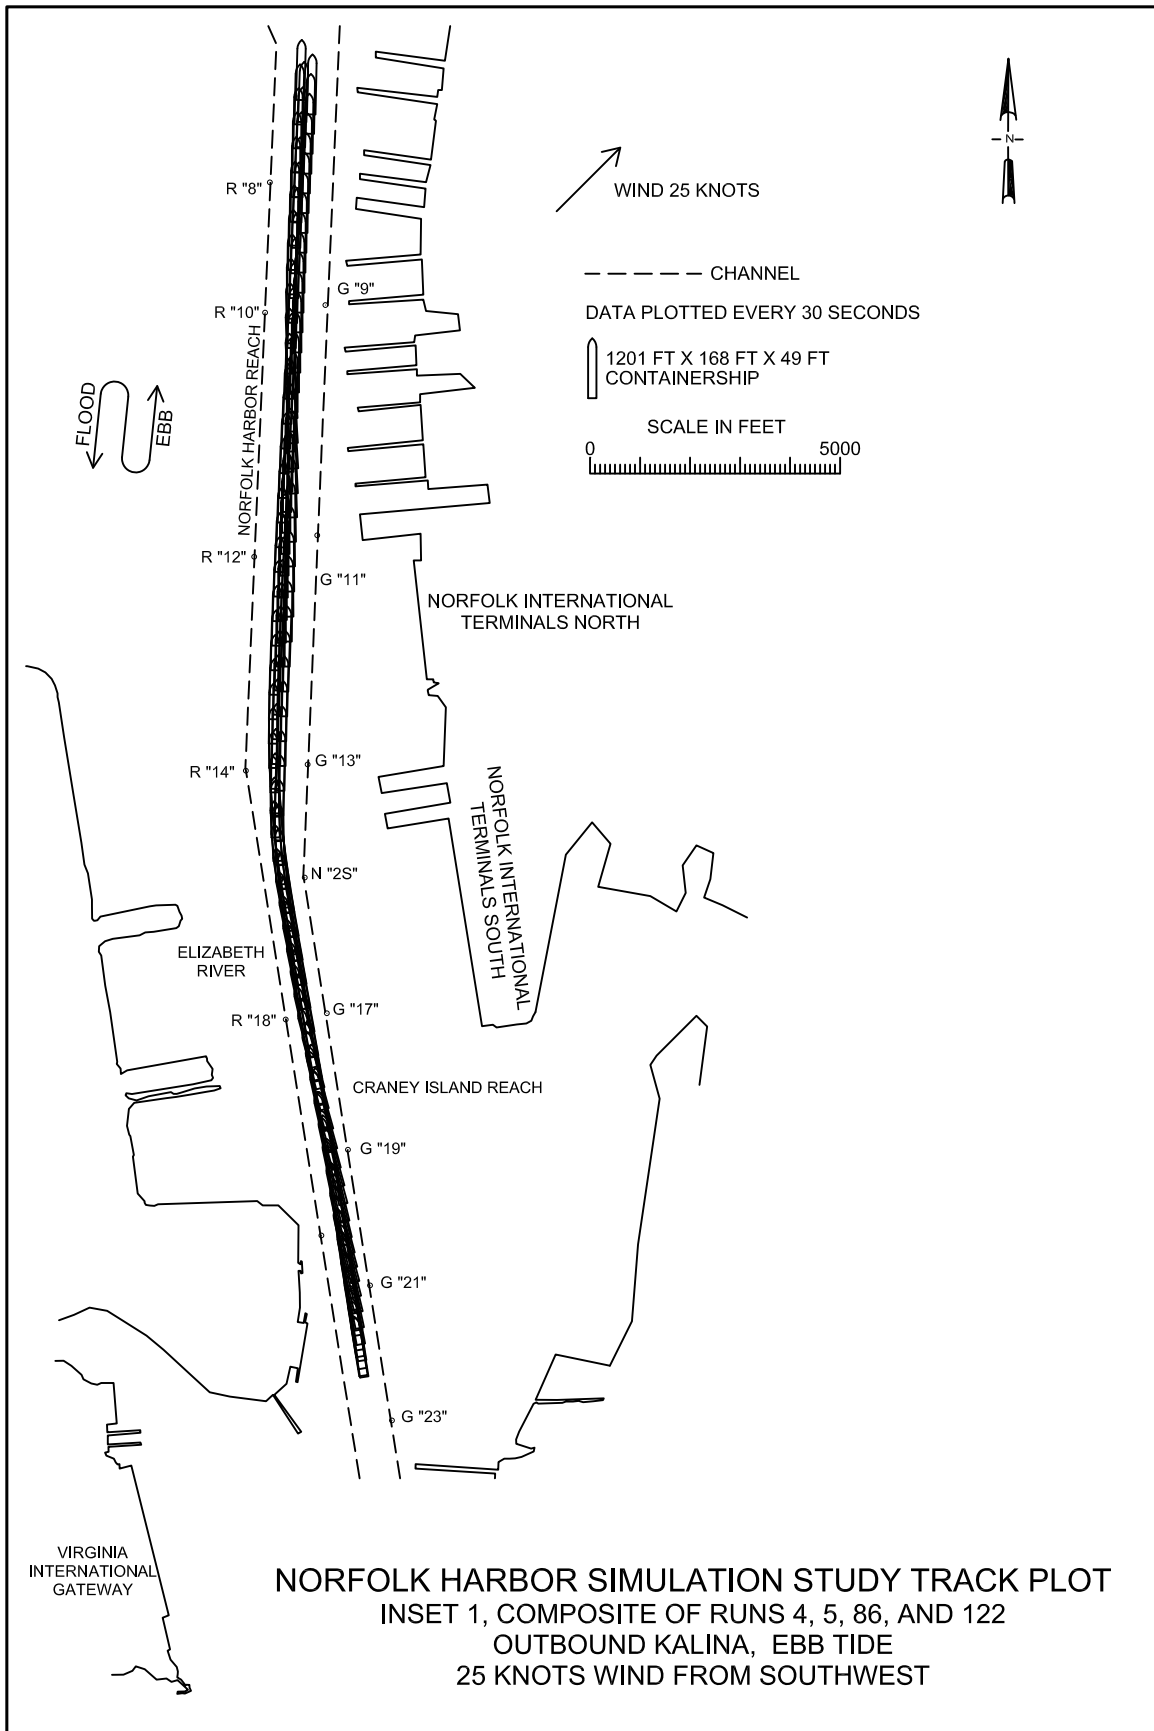 N
R "8"
WIND 25 KNOTS
CHANNEL
G "9"
R "10"
DATA PLOTTED EVERY 30 SECONDS
1201 FT X 168 FT X 49 FT
CONTAINERSHIP
NORFOLK HARBOR REACH
FLOOD
EBB
SCALE IN FEET
0 5000
R "12"
G "11"
NORFOLK INTERNATIONAL
TERMINALS NORTH
G "13"
R "14"
NORFOLK INTERNATIONAL
TERMINALS SOUTH
N "2S"
ELIZABETH
RIVER
G "17"
R "18"
CRANEY ISLAND REACH
G "19"
G "21"
G "23"
VIRGINIA
INTERNATIONAL
GATEWAY
NORFOLK HARBOR SIMULATION STUDY TRACK PLOT
INSET 1, COMPOSITE OF RUNS 4, 5, 86, AND 122
OUTBOUND KALINA, EBB TIDE
25 KNOTS WIND FROM SOUTHWEST